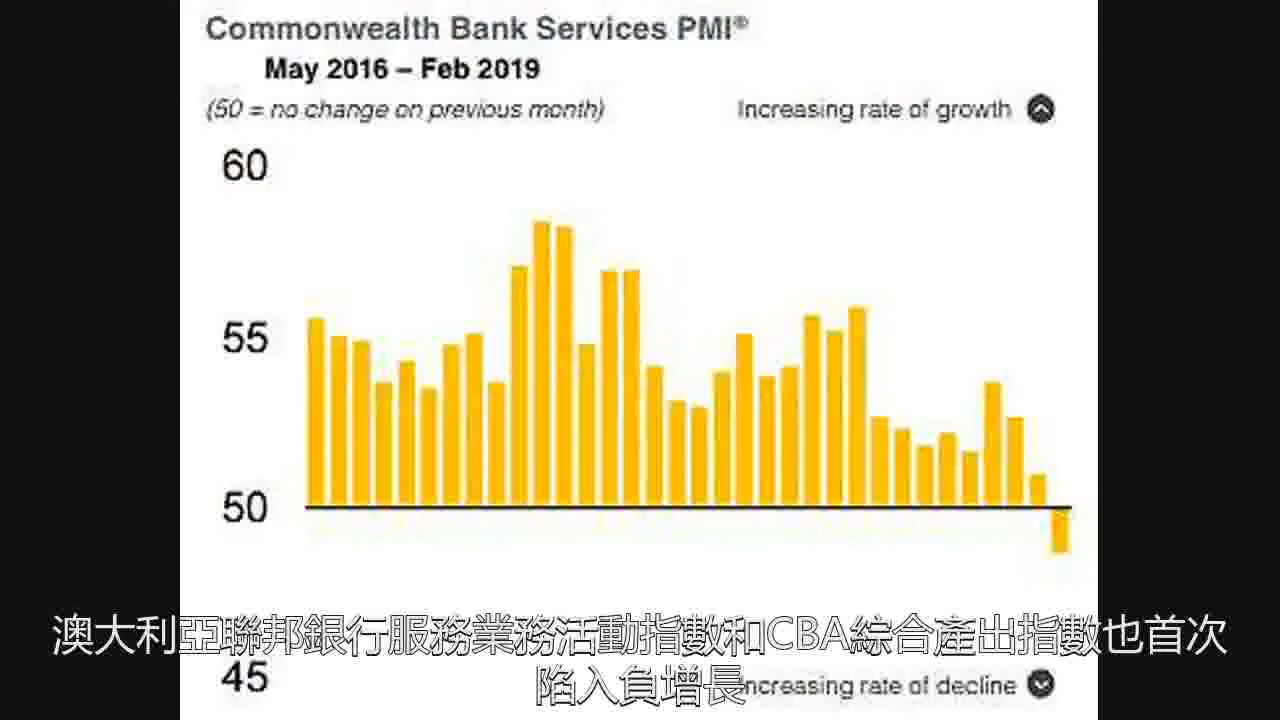 Commonwealth Bank Services PMI®
May 2016 – Feb 2019
(50 = no change on previous month)
Increasing rate of growth
60
55
50
45
澳大利亞聯邦銀行服務業務活動指數和CBA綜合產出指數也首次
陷入負增長
Increasing rate of decline